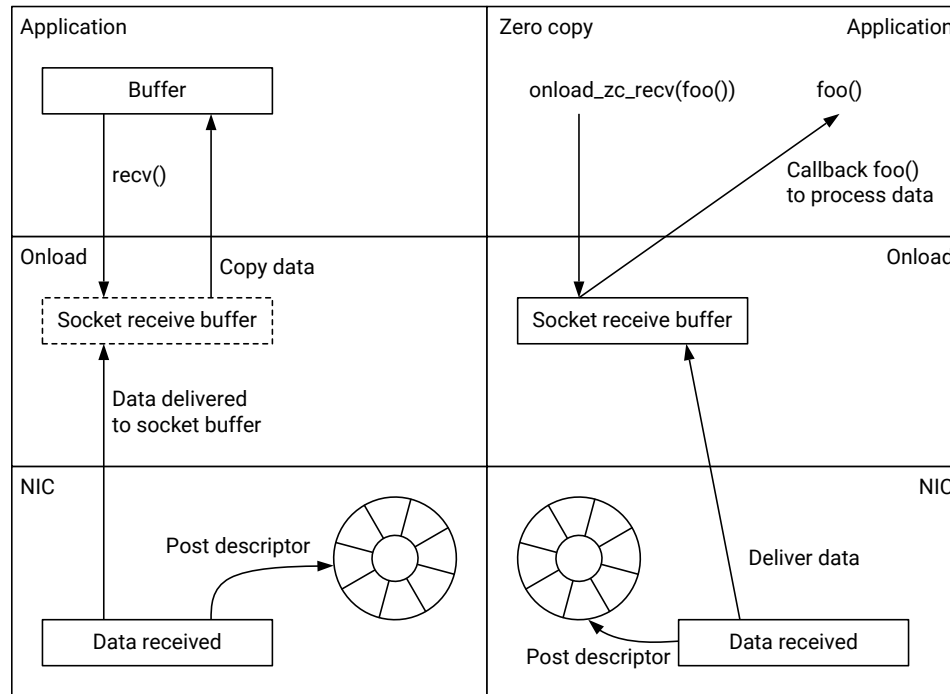 Application
Buffer
recv()
Copy data
Onload
Socket receive buffer
Data delivered
to socket buffer
NIC
Post descriptor
Data received
Zero copy
Application
onload_zc_recv(foo())
foo()
Callback foo()
to process data
Onload
Socket receive buffer
NIC
Deliver data
Post descriptor
Data received